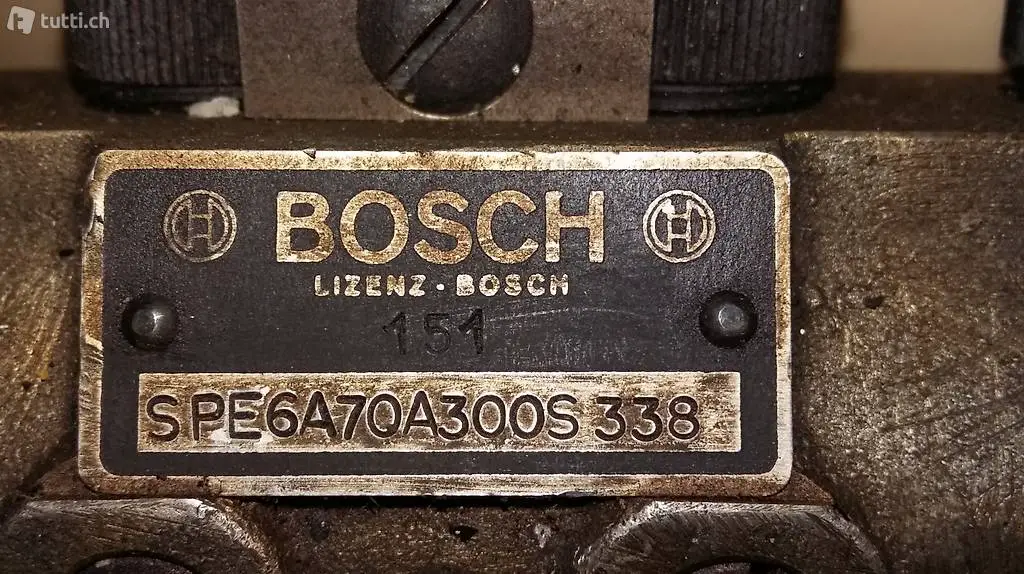 tutti.ch
BOSCH
LIZENZ · BOSCH
151
SPE6A70A300S 338